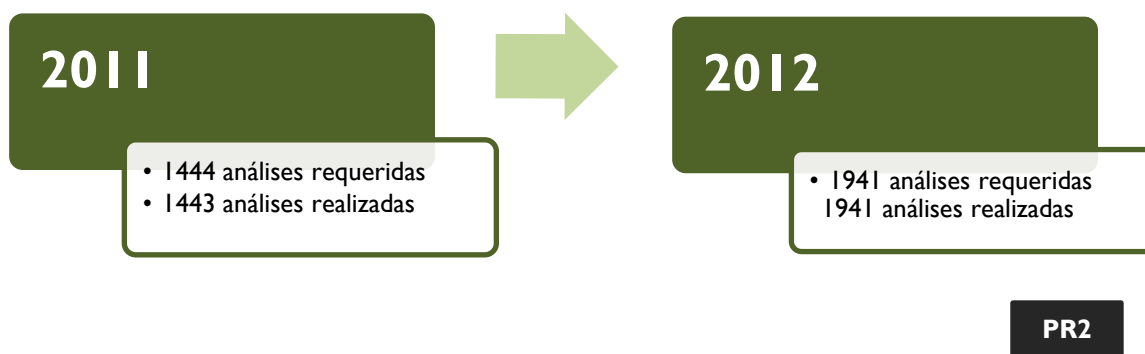 2011
• 1444 análises requeridas
• 1443 análises realizadas
2012
• 1941 análises requeridas
1941 análises realizadas
PR2